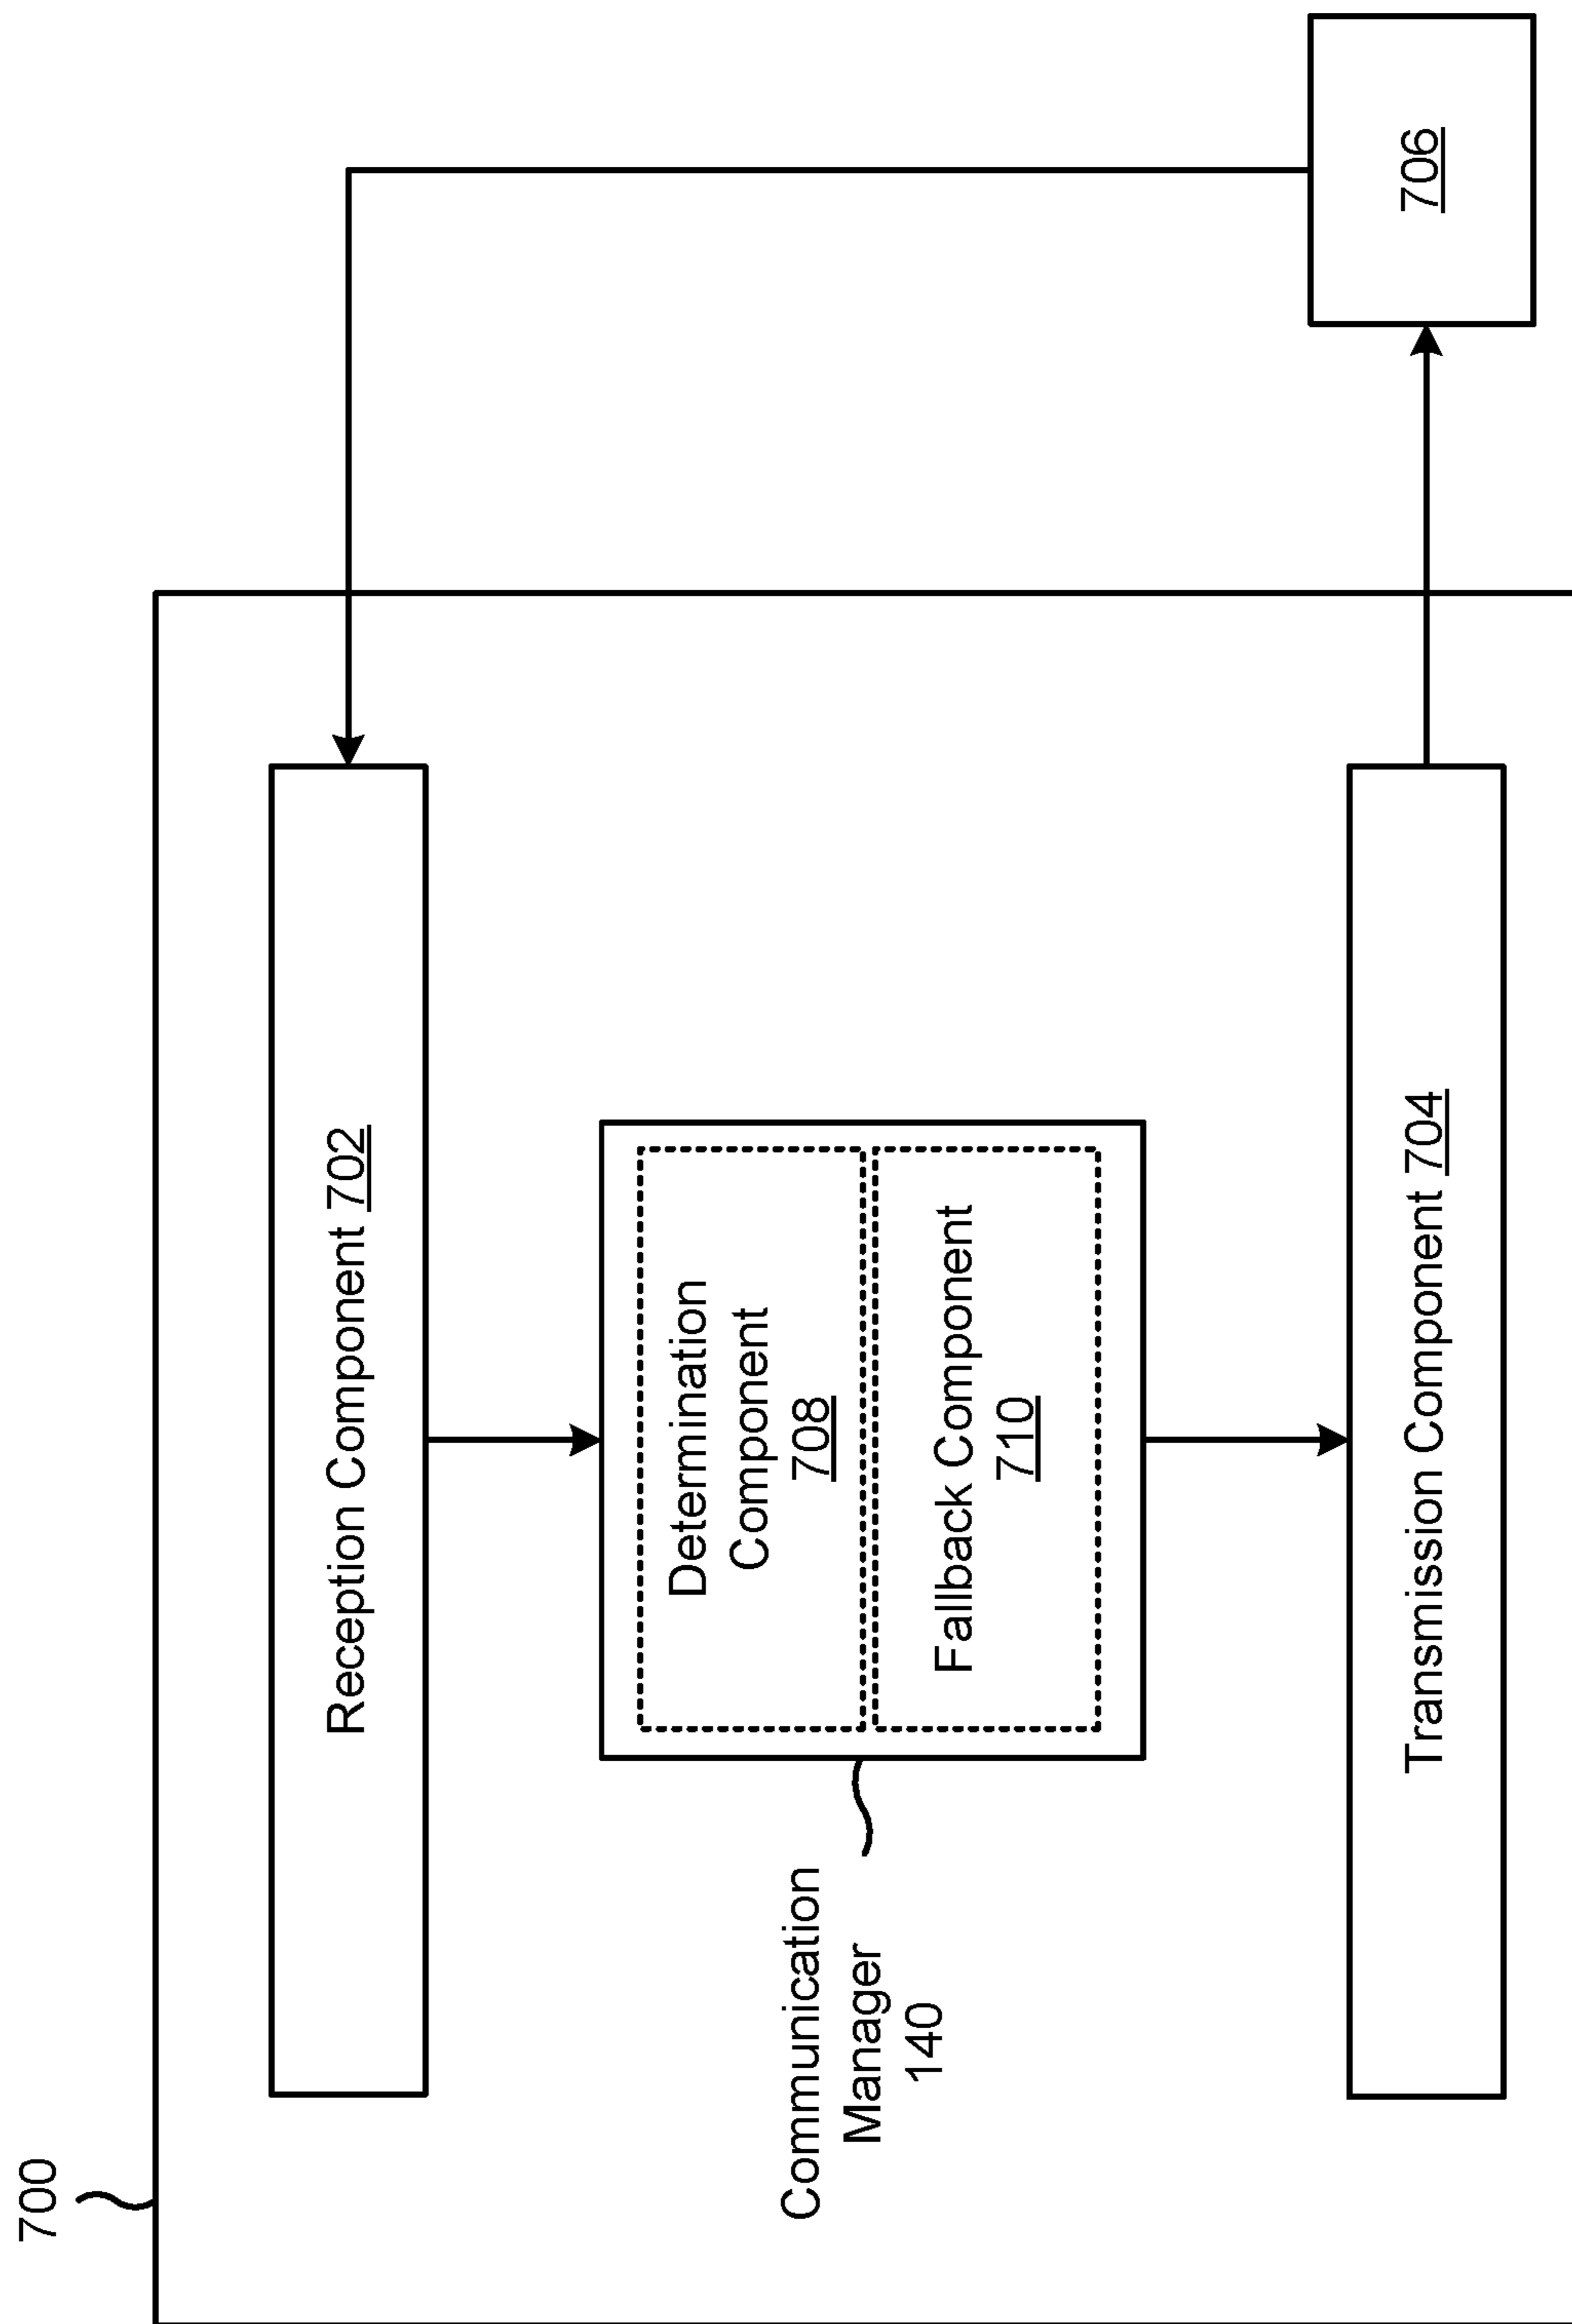 700
Reception Component 702
Communication
Manager
140
Determination
Component
708
Fallback Component
710
Transmission Component 704
706